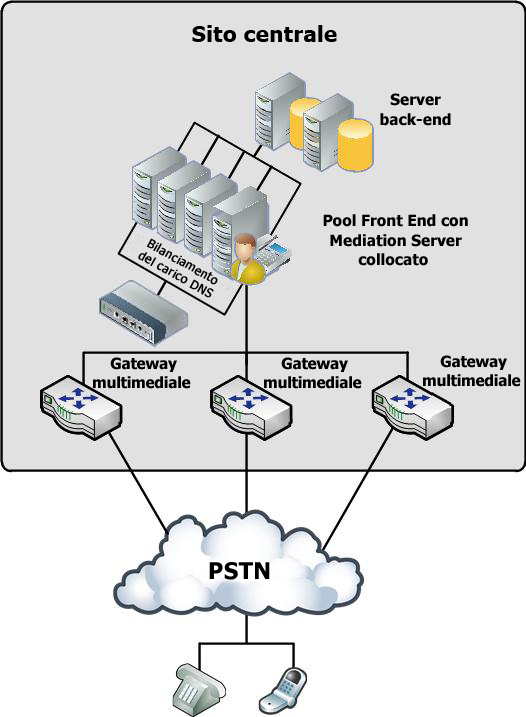 Sito centrale
Server
back-end
Pool Front End con
Mediation Server
collocato
Bilanciamento
del carico DNS
Gateway
multimediale
Gateway
multimediale
Gateway
multimediale
PSTN